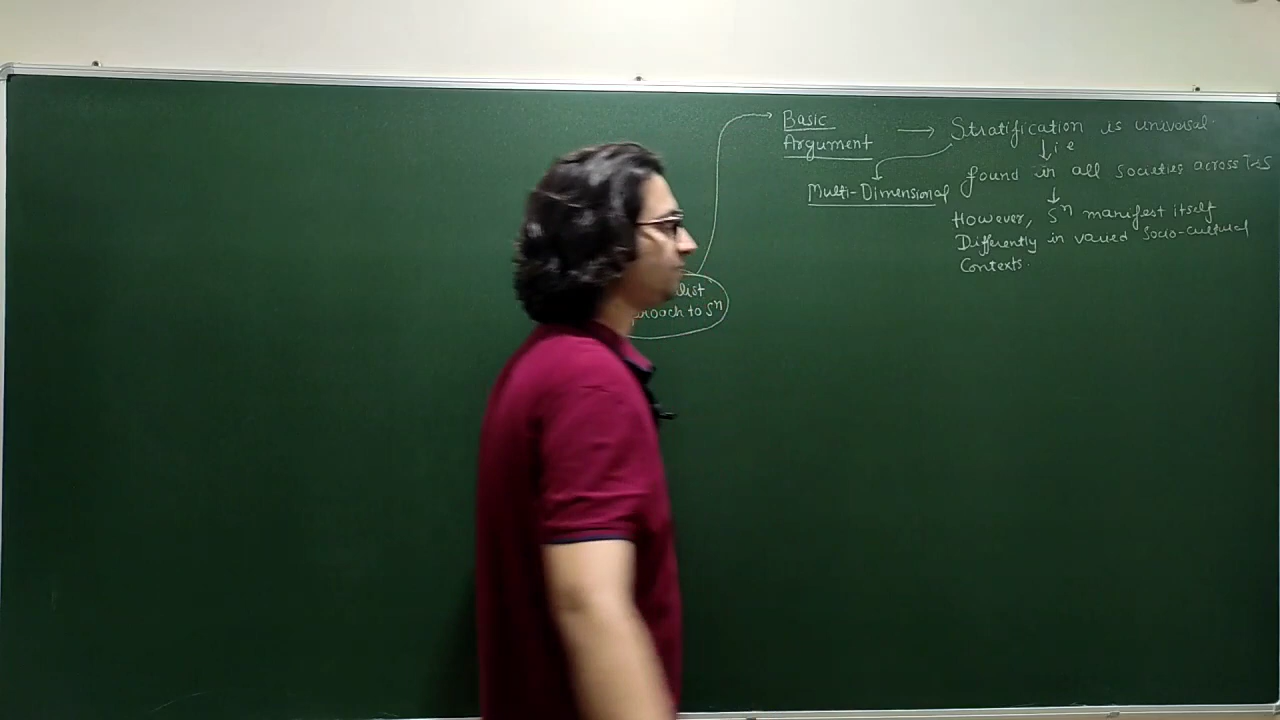 Basic
Argument
Stratification is universal.
i e
found in all societies across T & S
Multi-Dimensional
However, Sⁿ manifest itself
Differently in varied Socio-cultural
Contexts.
to Sⁿ